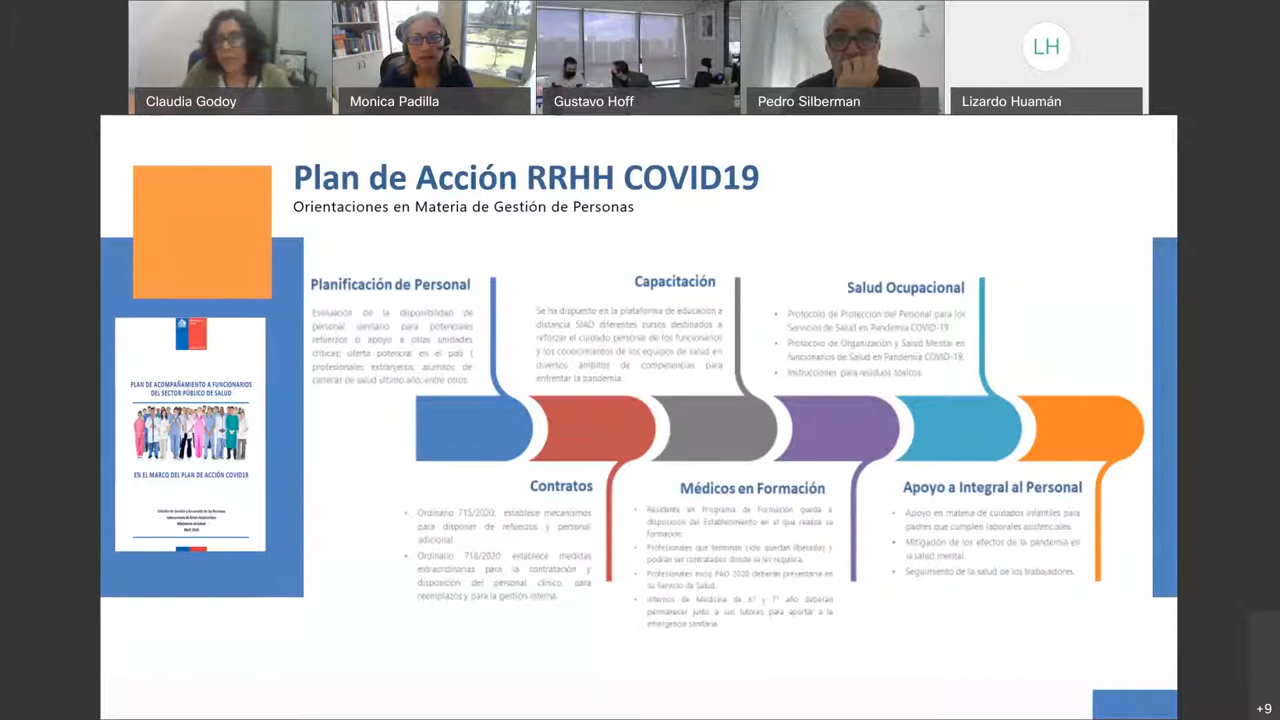 Claudia Godoy
Monica Padilla
Gustavo Hoff
Pedro Silberman
LH
Lizardo Huamán
Plan de Acción RRHH COVID19
Orientaciones en Materia de Gestión de Personas
Planificación de Personal
Evaluación de la disponibilidad de
personal sanitario para potenciales
refuerzos o apoyo a otras unidades
críticas; oferta potencial en el país (
profesionales extranjeros, alumnos de
carreras de salud último año, entre otros.
Capacitación
Se ha dispuesto en la plataforma de educación a
distancia SIAD diferentes cursos destinados a
reforzar el cuidado personal de los funcionarios
y los conocimientos de los equipos de salud en
diversos ámbitos de competencias para
enfrentar la pandemia.
Salud Ocupacional
• Protocolo de Protección del Personal para los
Servicios de Salud en Pandemia COVID-19
• Protocolo de Organización y Salud Mental en
funcionarios de Salud en Pandemia COVID-19.
• Instrucciones para residuos tóxicos.
PLAN DE ACOMPAÑAMIENTO A FUNCIONARIOS
DEL SECTOR PÚBLICO DE SALUD
EN EL MARCO DEL PLAN DE ACCIÓN COVID19
Ministerio de Salud
Abril 2020
Contratos
• Ordinario 715/2020: establece mecanismos
para disponer de refuerzos y personal
adicional.
• Ordinario 718/2020: establece medidas
extraordinarias para la contratación y
disposición del personal clínico, para
reemplazos y para la gestión interna.
Médicos en Formación
• Residente en Programa de Formación queda a
disposición del Establecimiento en el que realiza su
formación.
• Profesionales que terminan ciclo quedan liberados y
podrán ser contratados donde se les requiera.
• Profesionales PAO 2020 deberán presentarse en
su Servicio de Salud.
• Internos de Medicina de 6° y 7° año deberán
permanecer junto a sus tutores para aportar a la
emergencia sanitaria.
Apoyo a Integral al Personal
• Apoyo en materia de cuidados infantiles para
padres que cumplen laborales asistenciales.
• Mitigación de los efectos de la pandemia en
la salud mental.
• Seguimiento de la salud de los trabajadores.
+9